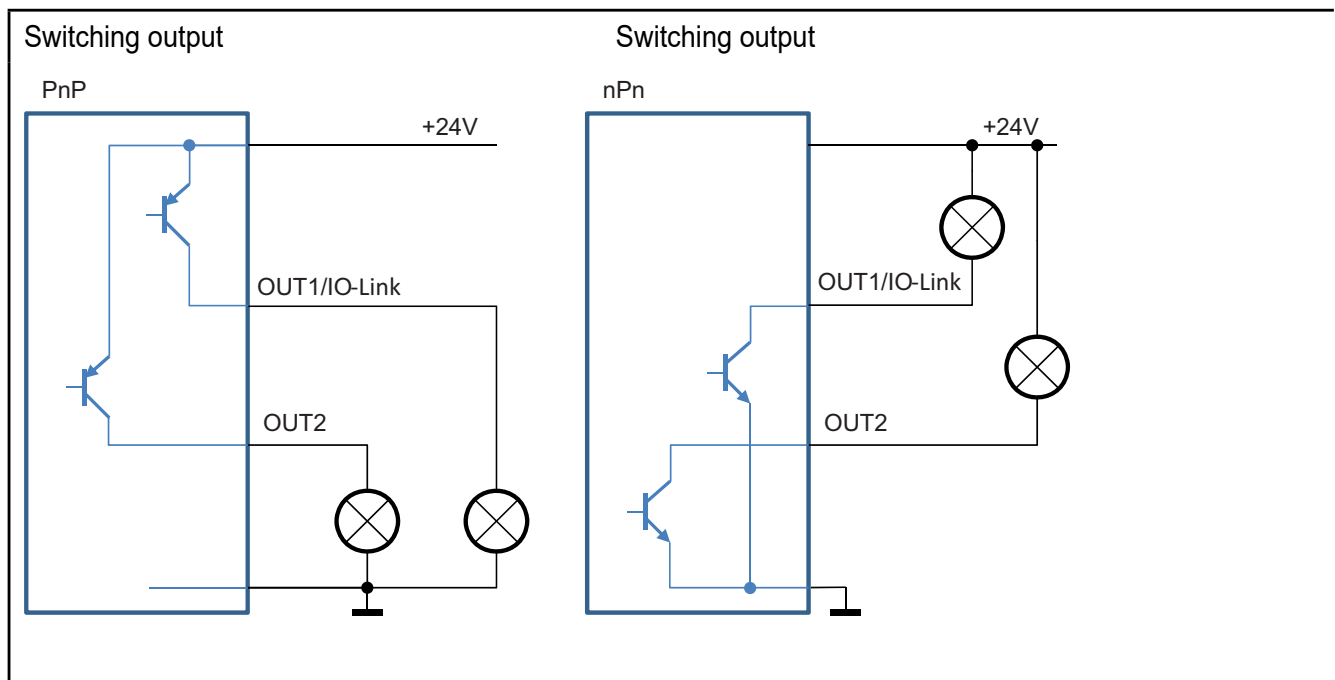 Switching output
PnP
+24V
OUT1/IO-Link
OUT2
Switching output
nPn
+24V
OUT1/IO-Link
OUT2